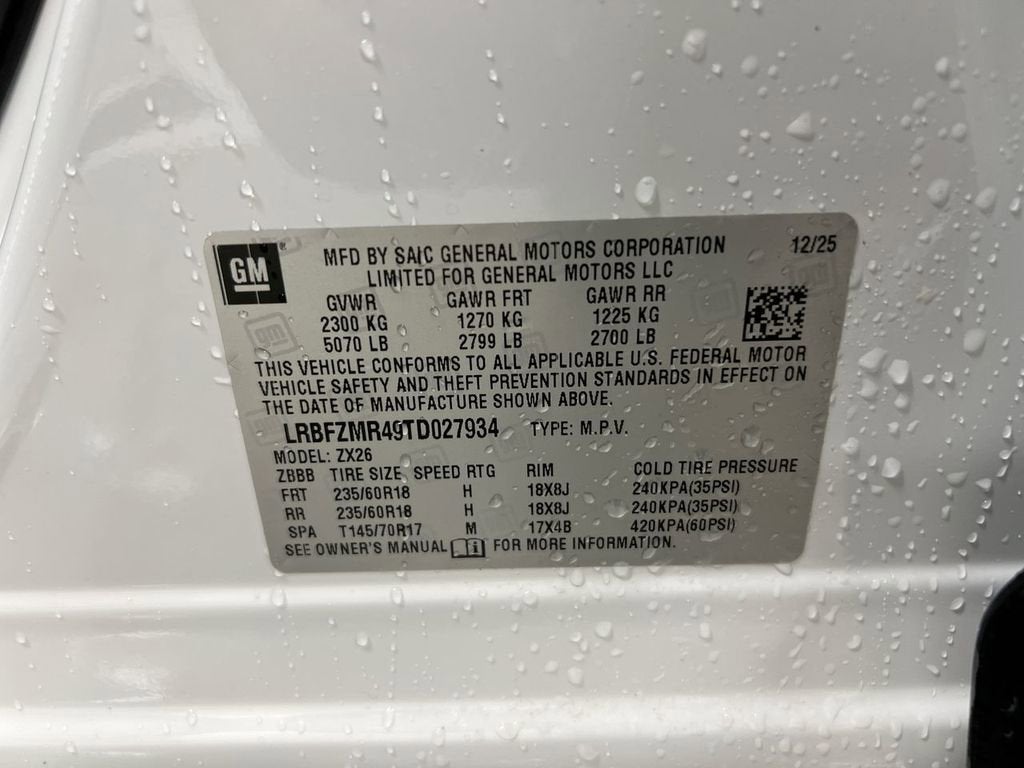 GM
MFD BY SAIC GENERAL MOTORS CORPORATION 12/25
LIMITED FOR GENERAL MOTORS LLC
GVWR GAWR FRT GAWR RR
2300 KG 1270 KG 1225 KG
5070 LB 2799 LB 2700 LB
THIS VEHICLE CONFORMS TO ALL APPLICABLE U.S. FEDERAL MOTOR
VEHICLE SAFETY AND THEFT PREVENTION STANDARDS IN EFFECT ON
THE DATE OF MANUFACTURE SHOWN ABOVE.
LRBFZMR49TD027934 TYPE: M.P.V.
MODEL: ZX26
ZBBB TIRE SIZE SPEED RTG RIM COLD TIRE PRESSURE
FRT 235/60R18 H 18X8J 240KPA(35PSI)
RR 235/60R18 H 18X8J 240KPA(35PSI)
SPA T145/70R17 M 17X4B 420KPA(60PSI)
SEE OWNER'S MANUAL FOR MORE INFORMATION.